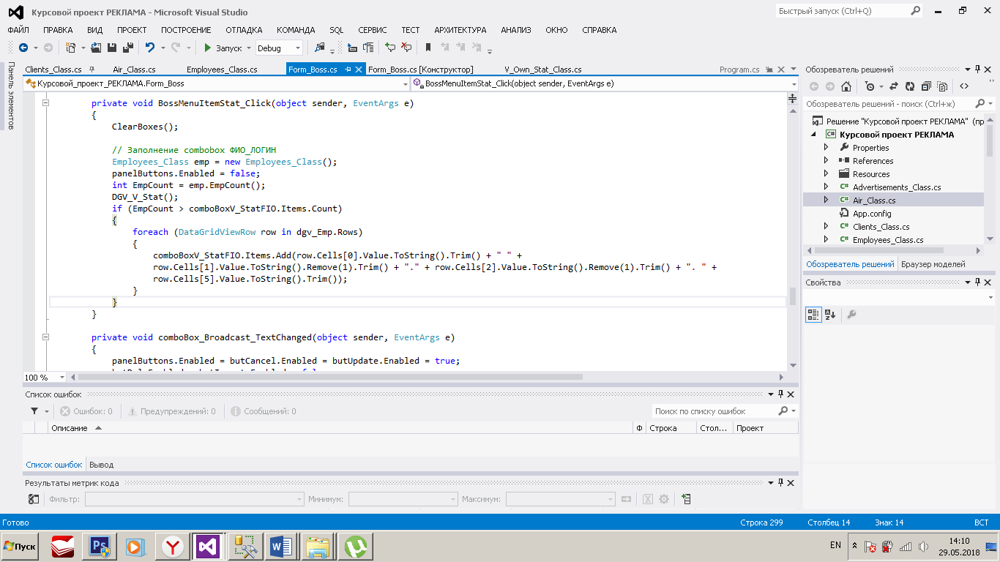 Курсовой проект РЕКЛАМА - Microsoft Visual Studio
Быстрый запуск (Ctrl+Q)
ФАЙЛ ПРАВКА ВИД ПРОЕКТ ПОСТРОЕНИЕ ОТЛАДКА КОМАНДА SQL СЕРВИС ТЕСТ АРХИТЕКТУРА АНАЛИЗ ОКНО СПРАВКА
Запуск Debug
Панель элементов
Clients_Class.cs Air_Class.cs Employees_Class.cs Form_Boss.cs Form_Boss.cs [Конструктор] V_Own_Stat_Class.cs Program.cs
Курсовой_проект_РЕКЛАМА.Form_Boss BossMenuItemStat_Click(object sender, EventArgs e)
private void BossMenuItemStat_Click(object sender, EventArgs e)
{
ClearBoxes();
// Заполнение combobox ФИО_ЛОГИН
Employees_Class emp = new Employees_Class();
panelButtons.Enabled = false;
int EmpCount = emp.EmpCount();
DGV_V_Stat();
if (EmpCount > comboBoxV_StatFIO.Items.Count)
{
foreach (DataGridViewRow row in dgv_Emp.Rows)
{
comboBoxV_StatFIO.Items.Add(row.Cells[0].Value.ToString().Trim() + " " +
row.Cells[1].Value.ToString().Remove(1).Trim() + "." + row.Cells[2].Value.ToString().Remove(1).Trim() + ". " +
row.Cells[5].Value.ToString().Trim());
}
}
}
private void comboBox_Broadcast_TextChanged(object sender, EventArgs e)
{
panelButtons.Enabled = butCancel.Enabled = butUpdate.Enabled = true;
100 %
Обозреватель решений
Обозреватель решений - поиск (Ctrl+ж)
Решение "Курсовой проект РЕКЛАМА" (пр
Курсовой проект РЕКЛАМА
Properties
References
Resources
Advertisements_Class.cs
Air_Class.cs
App.config
Clients_Class.cs
Employees_Class.cs
Обозреватель решений Браузер моделей
Свойства
Список ошибок
Ошибок: 0 Предупреждений: 0 Сообщений: 0 Поиск по списку ошибок
Описание Ф Строка Стол... Проект
Список ошибок Вывод
Результаты метрик кода
Фильтр: Минимум: Максимум:
Готово Строка 299 Столбец 14 Знак 14 ВСТ
Пуск EN 14:10
29.05.2018